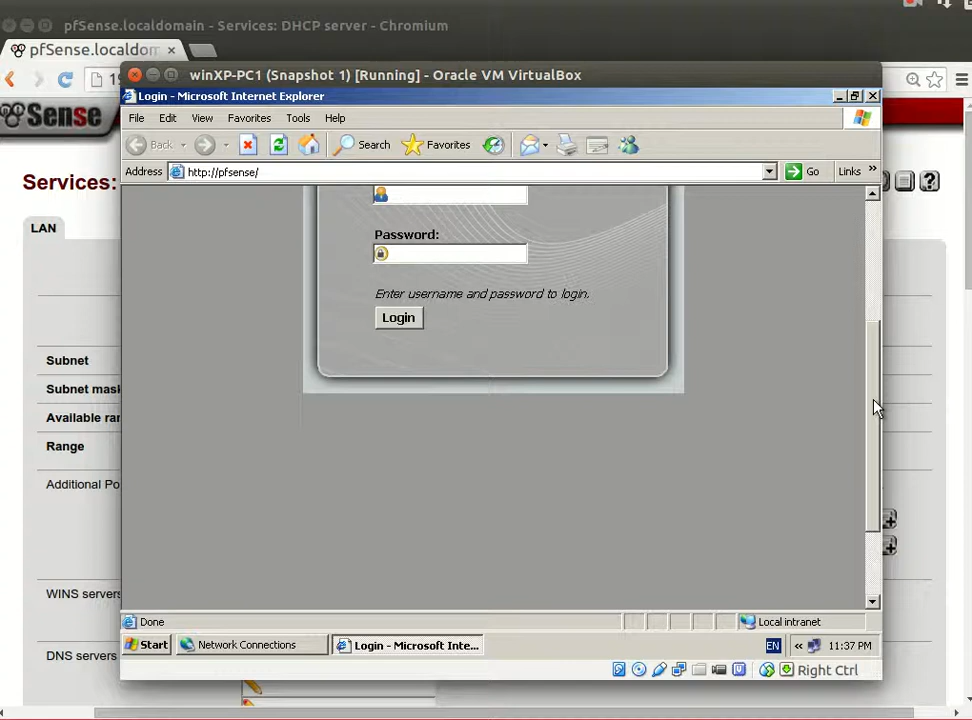 pfSense.localdomain - Services: DHCP server - Chromium
pfSense.localdom
Sense
Services:
LAN
Subnet
Subnet mask
Available ran
Range
Additional Po
WINS servers
DNS servers
winXP-PC1 (Snapshot 1) [Running] - Oracle VM VirtualBox
Login - Microsoft Internet Explorer
File Edit View Favorites Tools Help
Back Search Favorites
Address http://pfsense/ Go Links »
Password:
Enter username and password to login.
Login
Done Local intranet
Start Network Connections Login - Microsoft Inte... EN « 11:37 PM
Right Ctrl